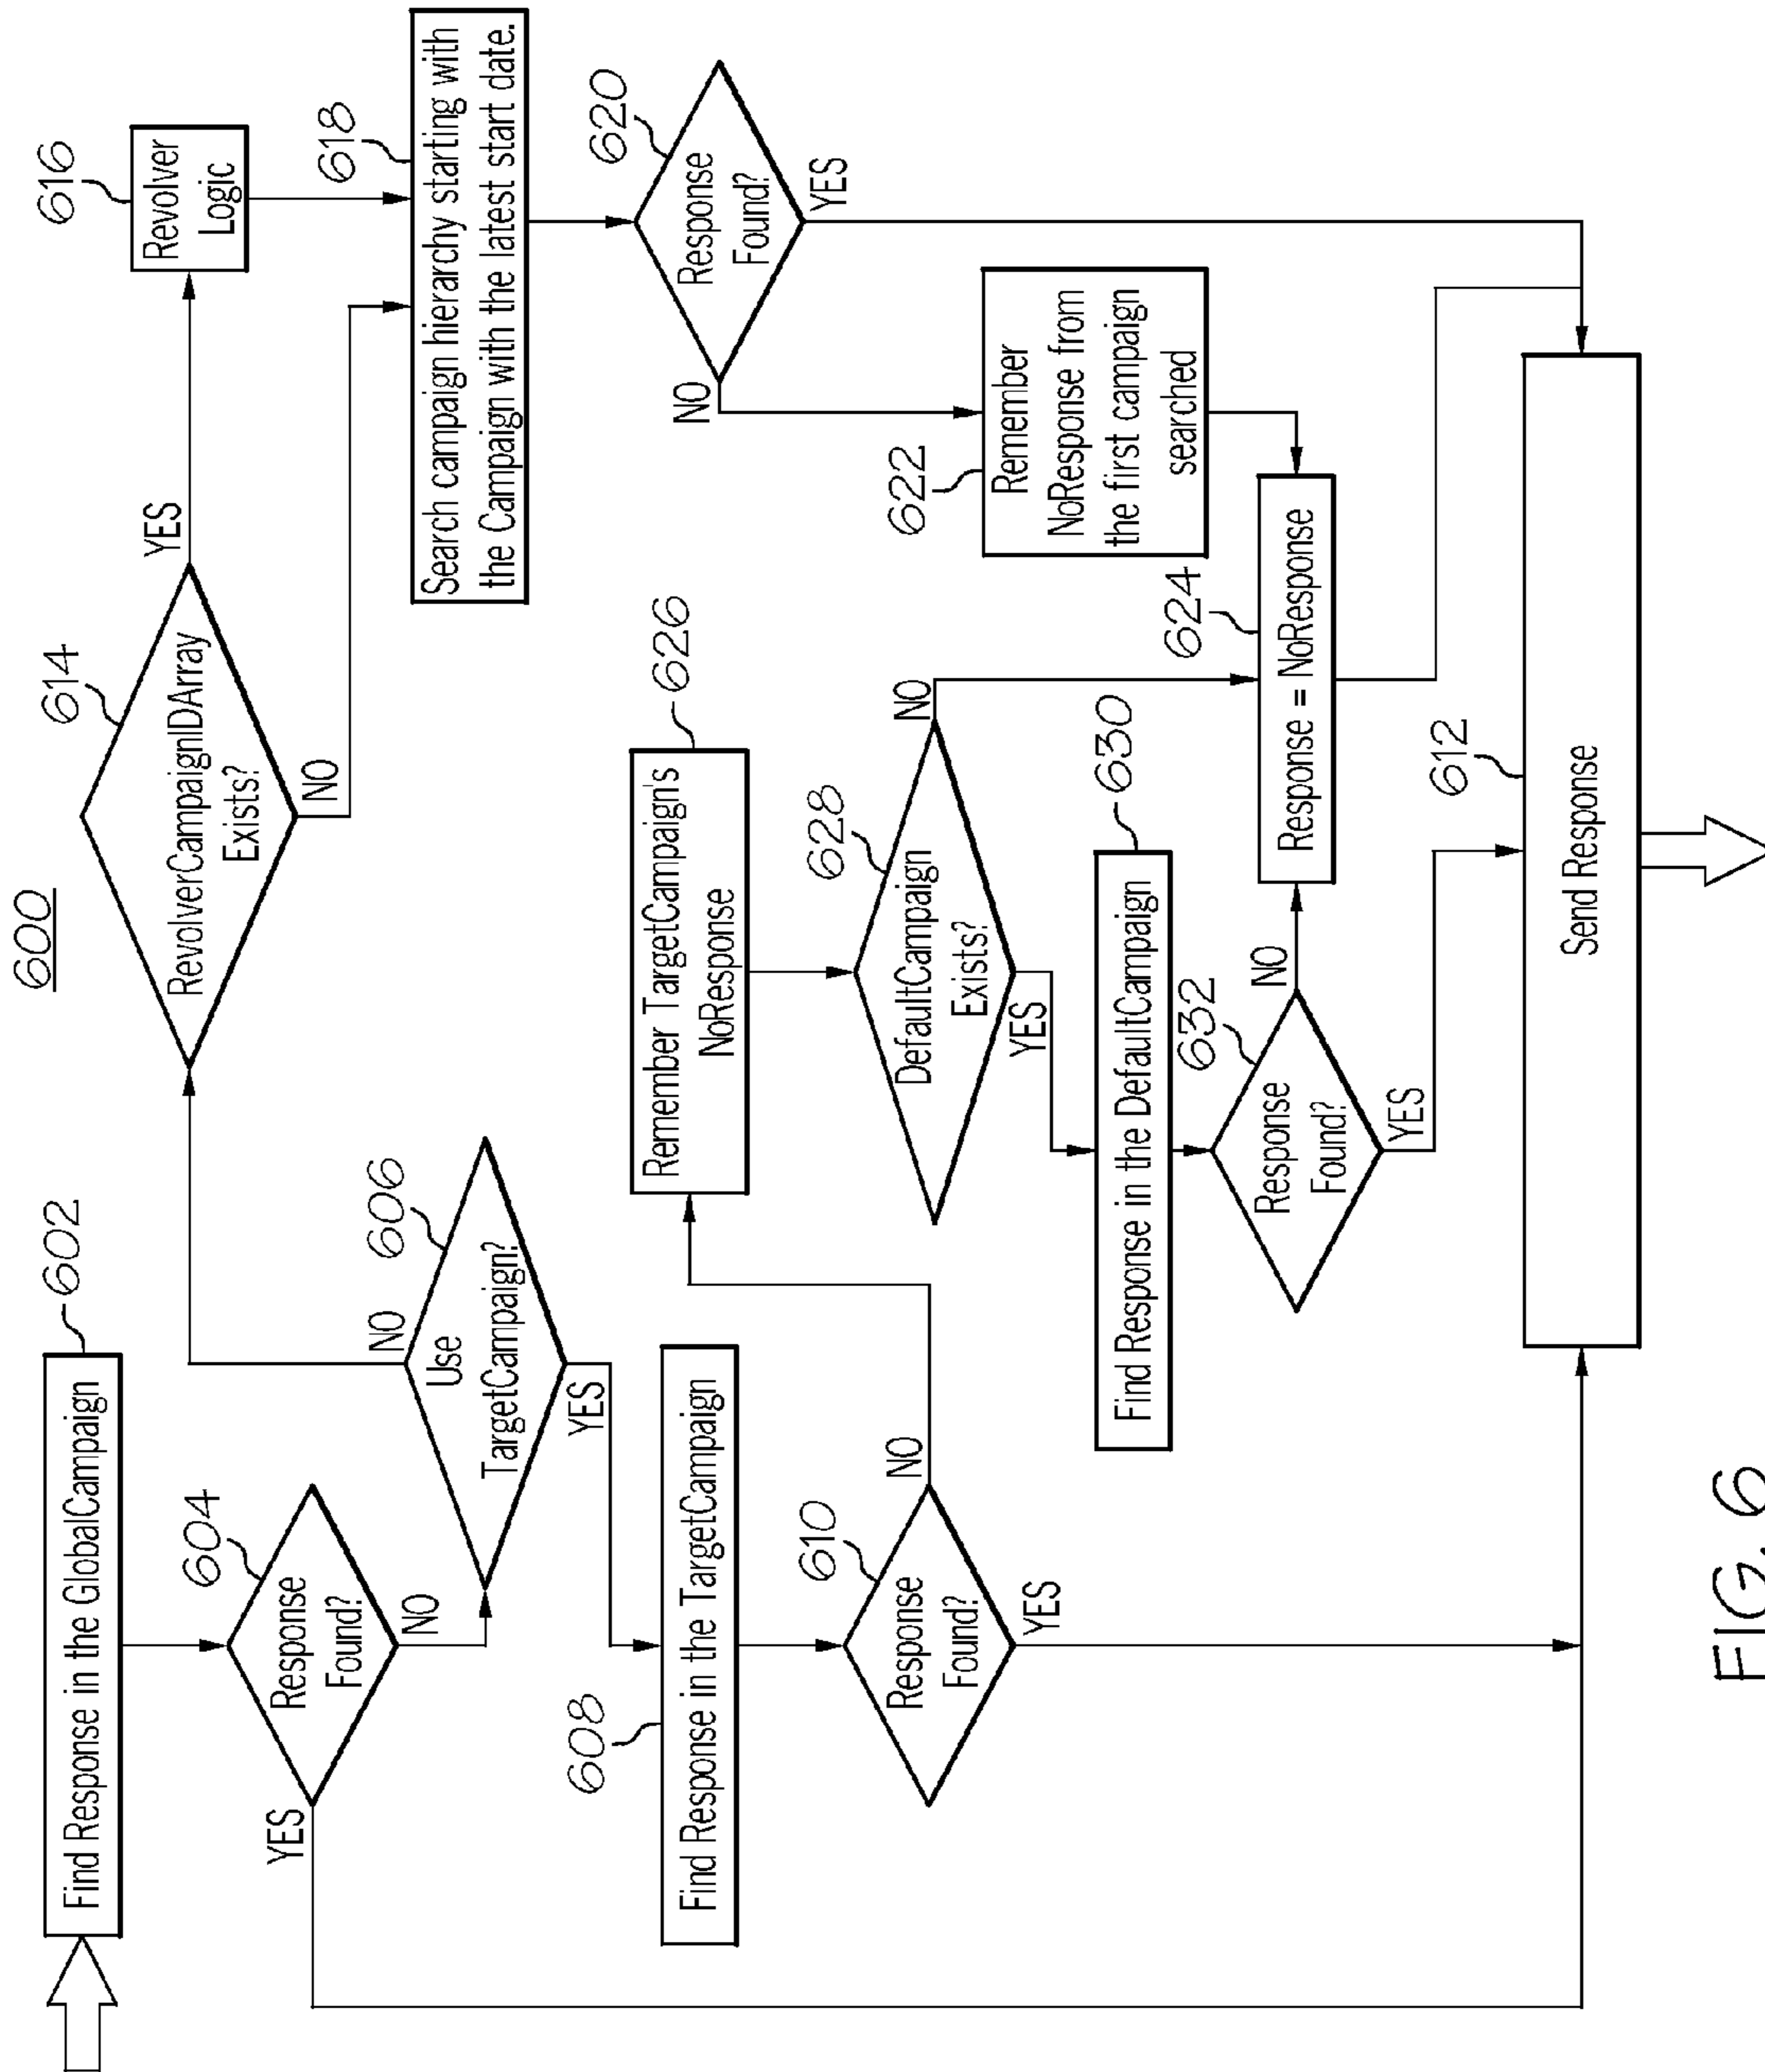 600
602
Find Response in the GlobalCampaign
604
Response
Found?
YES
NO
606
Use
TargetCampaign?
NO
YES
608
Find Response in the TargetCampaign
610
Response
Found?
NO
YES
614
RevolverCampaignIDArray
Exists?
YES
NO
616
Revolver
Logic
618
Search campaign hierarchy starting with
the Campaign with the latest start date.
620
Response
Found?
NO
YES
622
Remember
NoResponse from
the first campaign
searched
624
Response = NoResponse
626
Remember TargetCampaign's
NoResponse
628
DefaultCampaign
Exists?
NO
YES
630
Find Response in the DefaultCampaign
632
Response
Found?
NO
YES
612
Send Response
FIG. 6